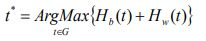 t* = ArgMax{H_b(t) + H_w(t)}
t∈G